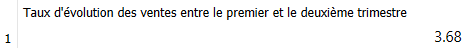 Taux d'évolution des ventes entre le premier et le deuxième trimestre
1 3.68